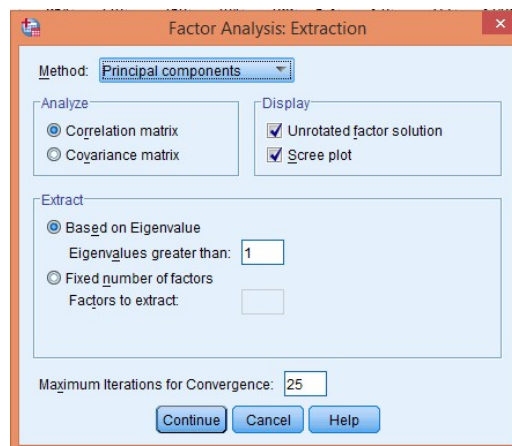 Factor Analysis: Extraction
Method: Principal components
Analyze
Correlation matrix
Covariance matrix
Display
Unrotated factor solution
Scree plot
Extract
Based on Eigenvalue
Eigenvalues greater than: 1
Fixed number of factors
Factors to extract:
Maximum Iterations for Convergence: 25
Continue Cancel Help